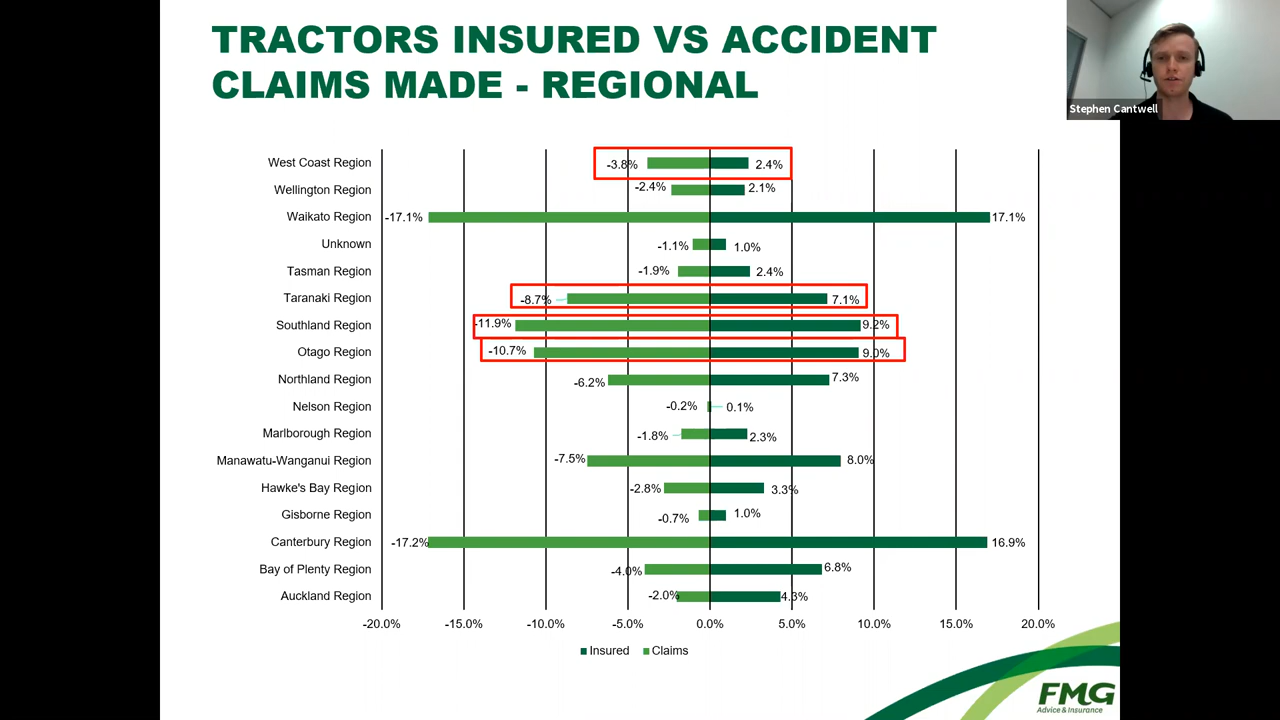 TRACTORS INSURED VS ACCIDENT
CLAIMS MADE - REGIONAL
Stephen Cantwell
West Coast Region -3.8% 2.4%
Wellington Region -2.4% 2.1%
Waikato Region -17.1% 17.1%
Unknown -1.1% 1.0%
Tasman Region -1.9% 2.4%
Taranaki Region -8.7% 7.1%
Southland Region -11.9% 9.2%
Otago Region -10.7% 9.0%
Northland Region -6.2% 7.3%
Nelson Region -0.2% 0.1%
Marlborough Region -1.8% 2.3%
Manawatu-Wanganui Region -7.5% 8.0%
Hawke's Bay Region -2.8% 3.3%
Gisborne Region -0.7% 1.0%
Canterbury Region -17.2% 16.9%
Bay of Plenty Region -4.0% 6.8%
Auckland Region -2.0% 4.3%
-20.0% -15.0% -10.0% -5.0% 0.0% 5.0% 10.0% 15.0% 20.0%
Insured Claims
FMG
Advice & Insurance